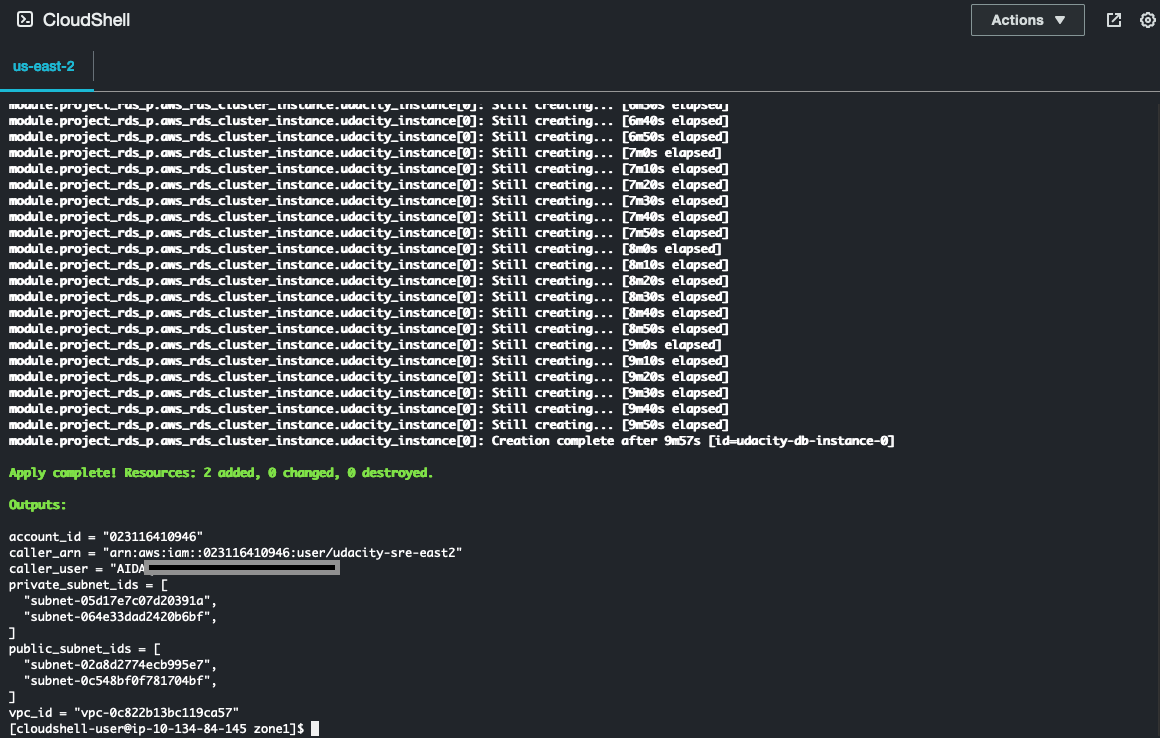 CloudShell
Actions
us-east-2
module.project_rds_p.aws_rds_cluster_instance.udacity_instance[0]: Still creating... [6m30s elapsed]
module.project_rds_p.aws_rds_cluster_instance.udacity_instance[0]: Still creating... [6m40s elapsed]
module.project_rds_p.aws_rds_cluster_instance.udacity_instance[0]: Still creating... [6m50s elapsed]
module.project_rds_p.aws_rds_cluster_instance.udacity_instance[0]: Still creating... [7m0s elapsed]
module.project_rds_p.aws_rds_cluster_instance.udacity_instance[0]: Still creating... [7m10s elapsed]
module.project_rds_p.aws_rds_cluster_instance.udacity_instance[0]: Still creating... [7m20s elapsed]
module.project_rds_p.aws_rds_cluster_instance.udacity_instance[0]: Still creating... [7m30s elapsed]
module.project_rds_p.aws_rds_cluster_instance.udacity_instance[0]: Still creating... [7m40s elapsed]
module.project_rds_p.aws_rds_cluster_instance.udacity_instance[0]: Still creating... [7m50s elapsed]
module.project_rds_p.aws_rds_cluster_instance.udacity_instance[0]: Still creating... [8m0s elapsed]
module.project_rds_p.aws_rds_cluster_instance.udacity_instance[0]: Still creating... [8m10s elapsed]
module.project_rds_p.aws_rds_cluster_instance.udacity_instance[0]: Still creating... [8m20s elapsed]
module.project_rds_p.aws_rds_cluster_instance.udacity_instance[0]: Still creating... [8m30s elapsed]
module.project_rds_p.aws_rds_cluster_instance.udacity_instance[0]: Still creating... [8m40s elapsed]
module.project_rds_p.aws_rds_cluster_instance.udacity_instance[0]: Still creating... [8m50s elapsed]
module.project_rds_p.aws_rds_cluster_instance.udacity_instance[0]: Still creating... [9m0s elapsed]
module.project_rds_p.aws_rds_cluster_instance.udacity_instance[0]: Still creating... [9m10s elapsed]
module.project_rds_p.aws_rds_cluster_instance.udacity_instance[0]: Still creating... [9m20s elapsed]
module.project_rds_p.aws_rds_cluster_instance.udacity_instance[0]: Still creating... [9m30s elapsed]
module.project_rds_p.aws_rds_cluster_instance.udacity_instance[0]: Still creating... [9m40s elapsed]
module.project_rds_p.aws_rds_cluster_instance.udacity_instance[0]: Still creating... [9m50s elapsed]
module.project_rds_p.aws_rds_cluster_instance.udacity_instance[0]: Creation complete after 9m57s [id=udacity-db-instance-0]
Apply complete! Resources: 2 added, 0 changed, 0 destroyed.
Outputs:
account_id = "023116410946"
caller_arn = "arn:aws:iam::023116410946:user/udacity-sre-east2"
caller_user = "AIDA
private_subnet_ids = [
"subnet-05d17e7c07d20391a",
"subnet-064e33dad2420b6bf",
]
public_subnet_ids = [
"subnet-02a8d2774ecb995e7",
"subnet-0c548bf0f781704bf",
]
vpc_id = "vpc-0c822b13bc119ca57"
[cloudshell-user@ip-10-134-84-145 zone1]$